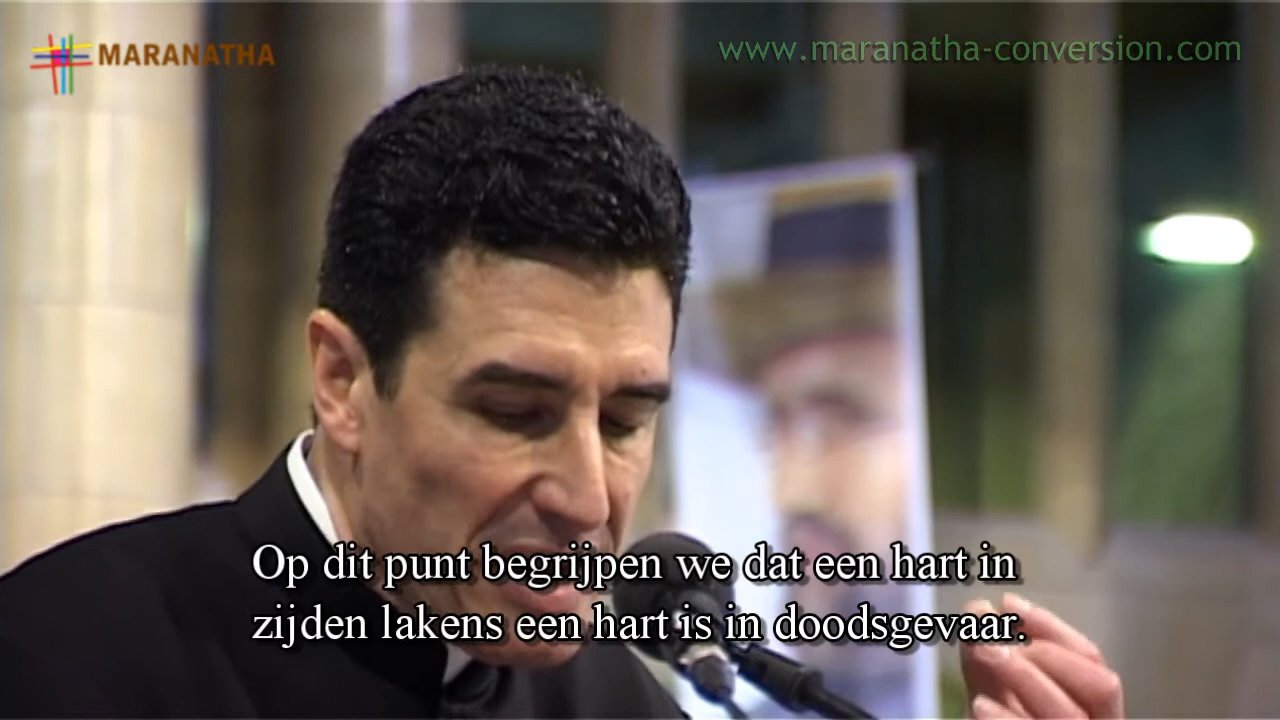 MARANATHA
www.maranatha-conversion.com
Op dit punt begrijpen we dat een hart in
zijden lakens een hart is in doodsgevaar.